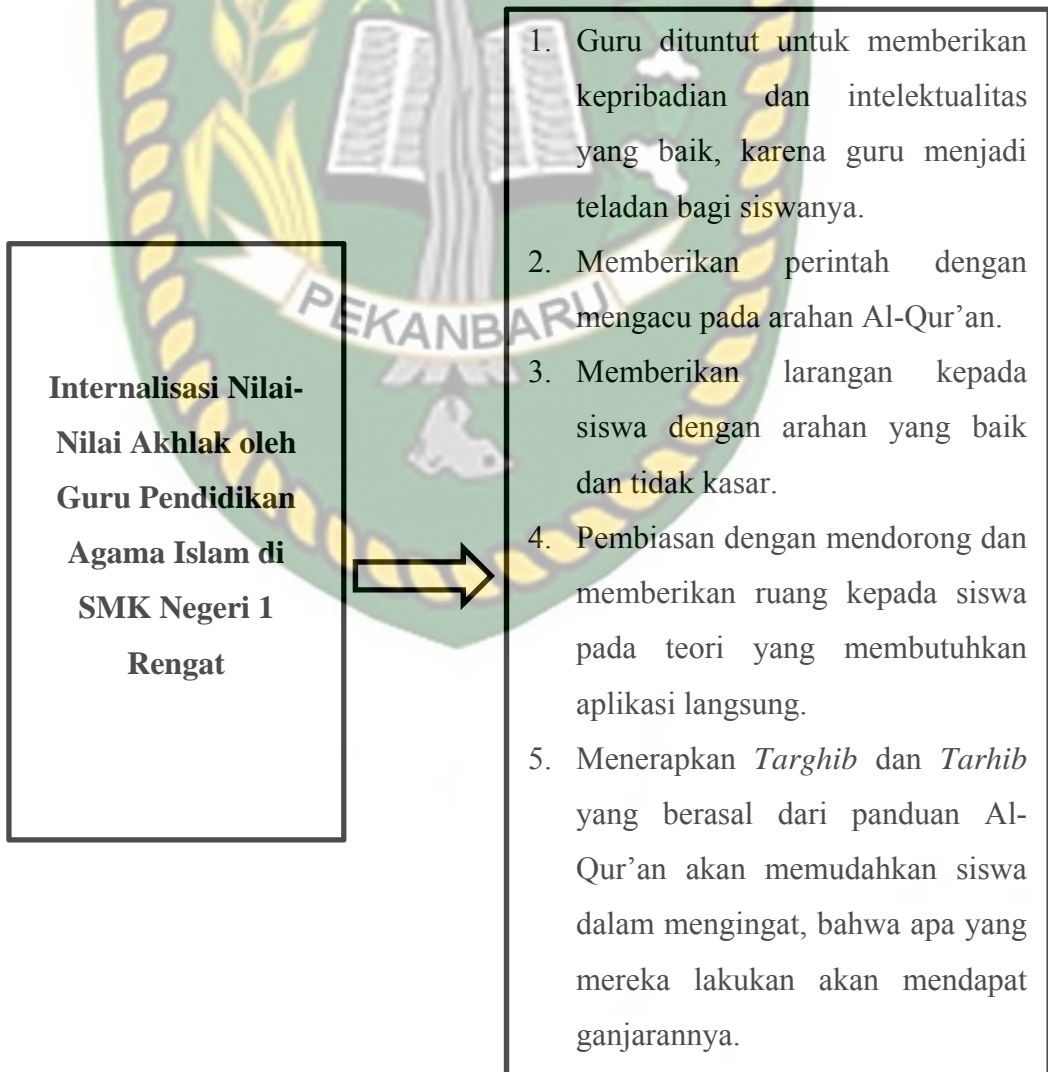 Internalisasi Nilai-
Nilai Akhlak oleh
Guru Pendidikan
Agama Islam di
SMK Negeri 1
Rengat
1. Guru dituntut untuk memberikan
kepribadian dan intelektualitas
yang baik, karena guru menjadi
teladan bagi siswanya.
2. Memberikan perintah dengan
mengacu pada arahan Al-Qur’an.
3. Memberikan larangan kepada
siswa dengan arahan yang baik
dan tidak kasar.
4. Pembiasan dengan mendorong dan
memberikan ruang kepada siswa
pada teori yang membutuhkan
aplikasi langsung.
5. Menerapkan Targhib dan Tarhib
yang berasal dari panduan Al-
Qur’an akan memudahkan siswa
dalam mengingat, bahwa apa yang
mereka lakukan akan mendapat
ganjarannya.
PEKANBARU